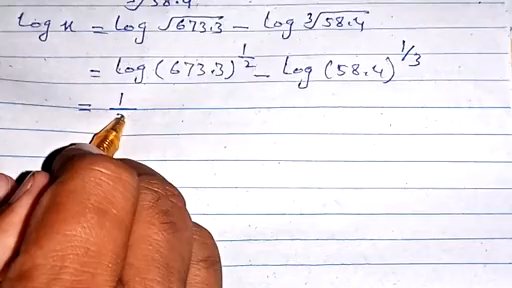 log x = log √673.3 - log ∛58.4
= log (673.3)^1/2 - log (58.4)^1/3
= 1/